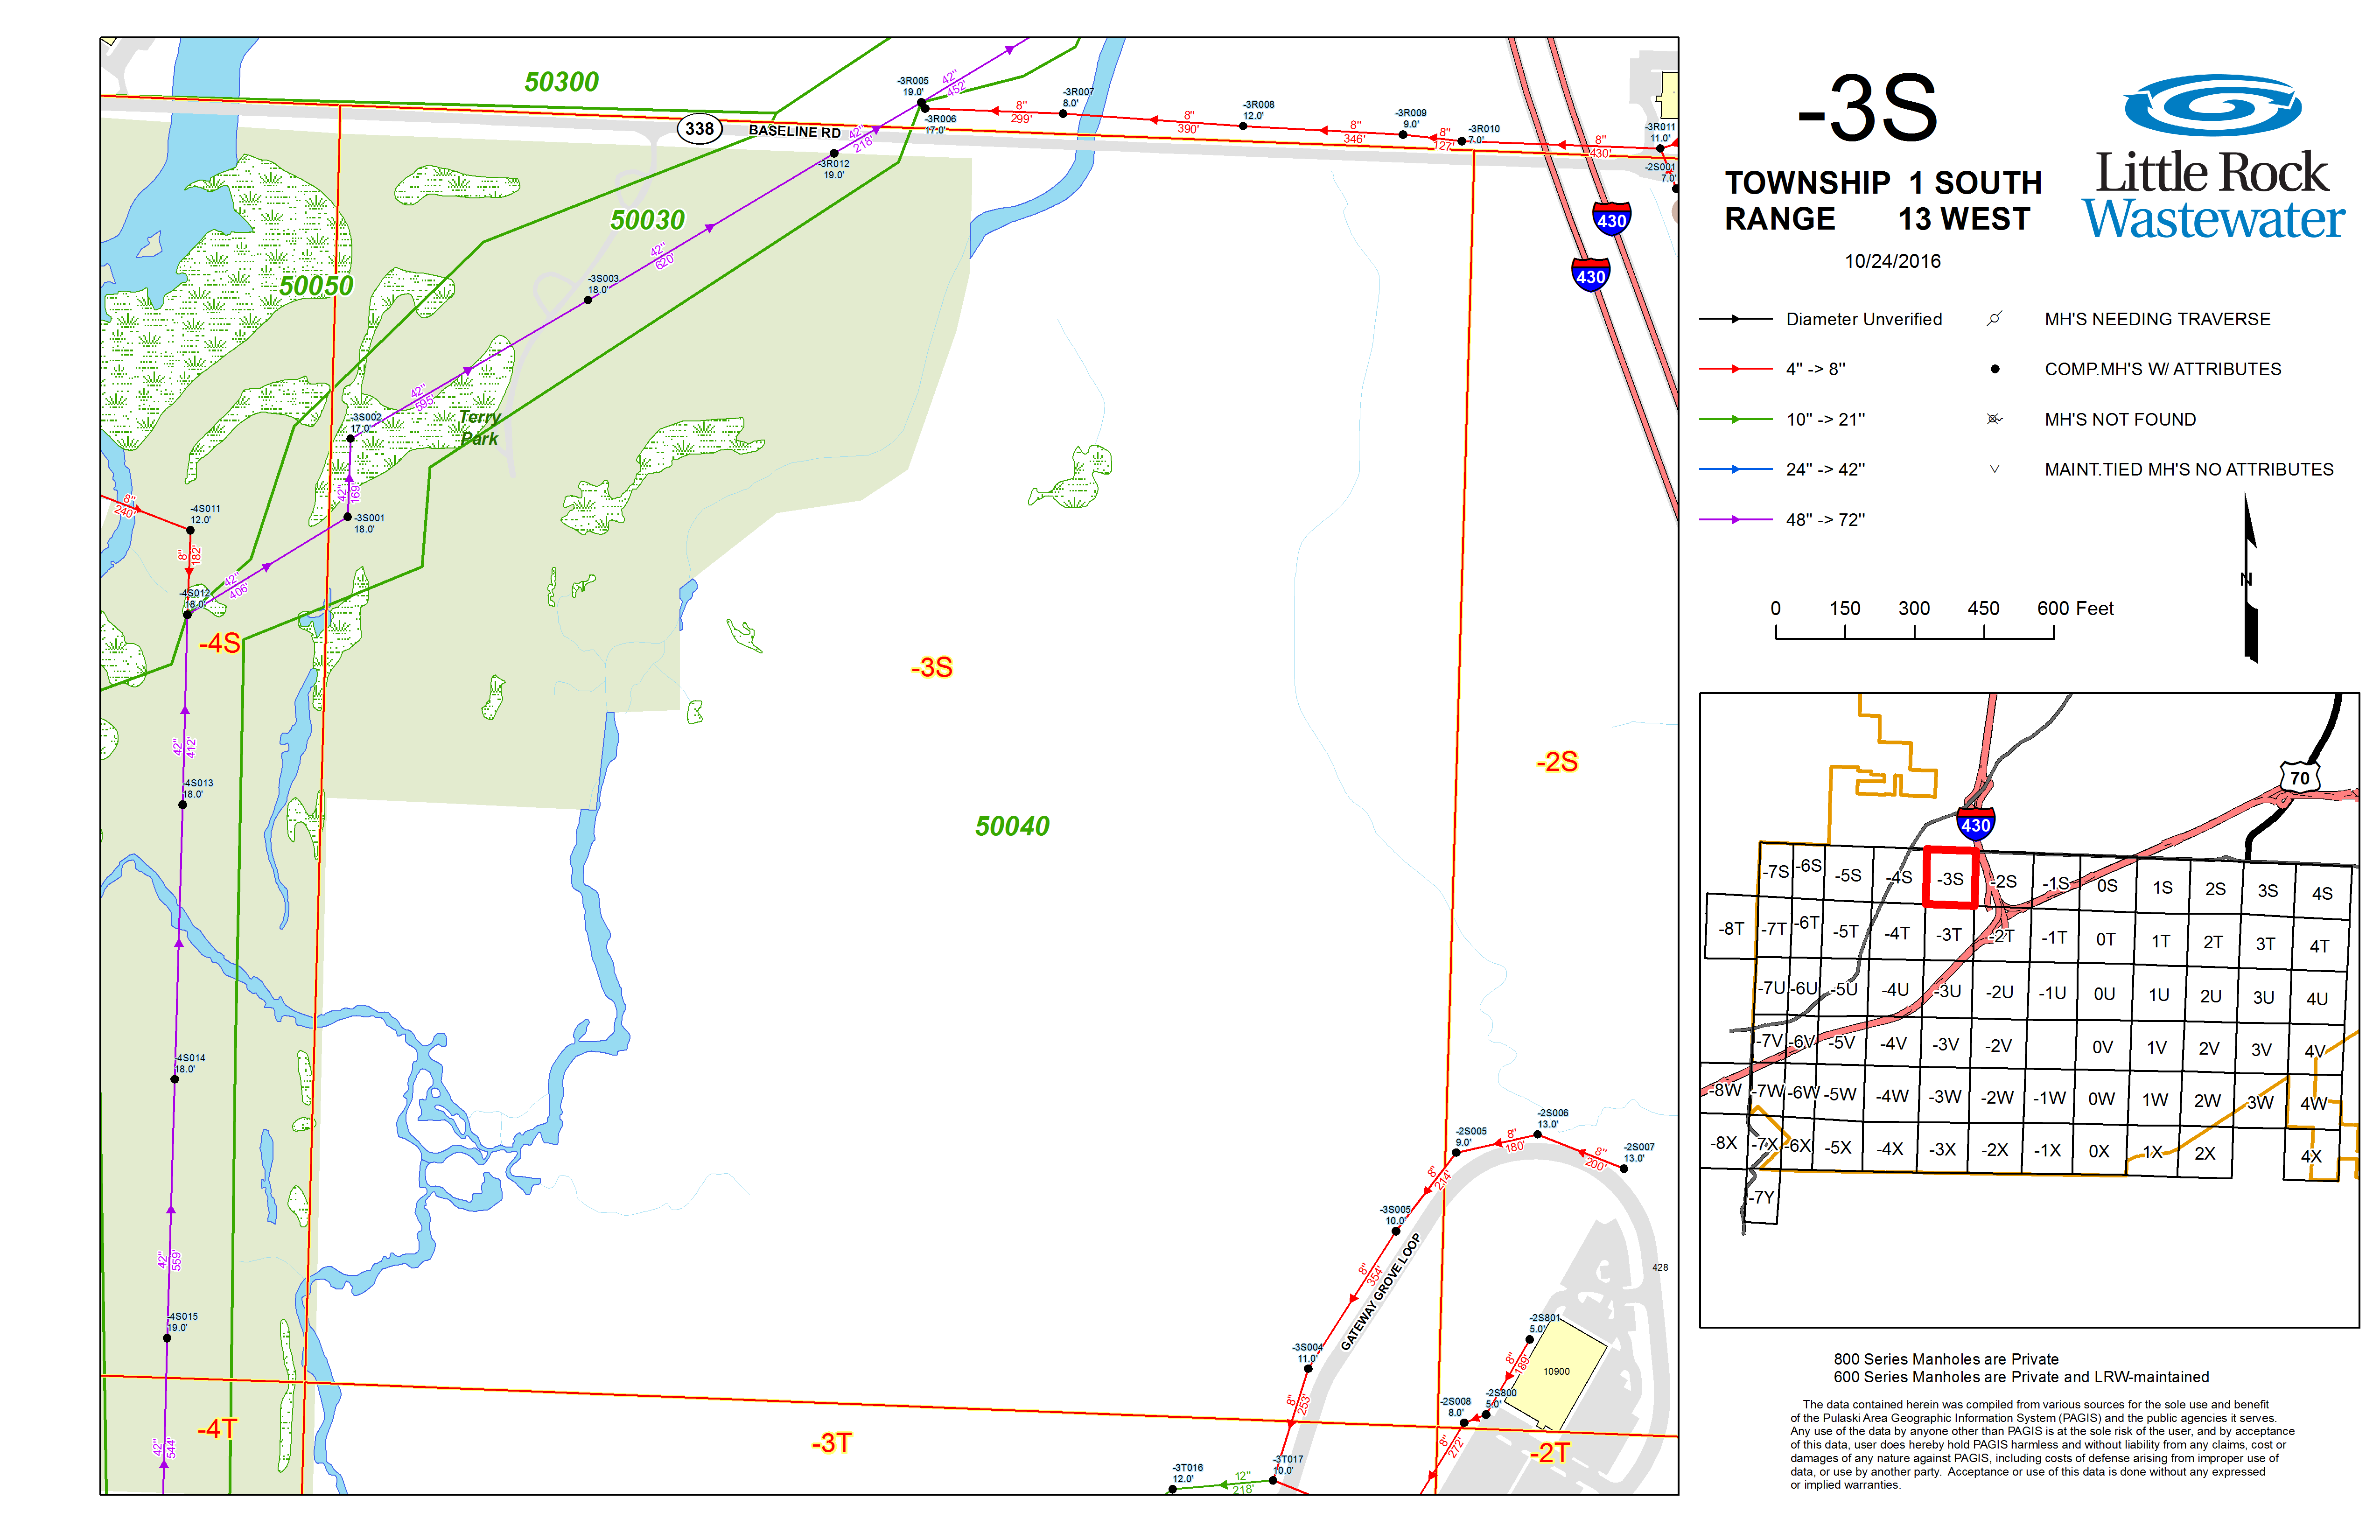 50300
-3R005
19.0'
42"
452'
-3R006
17.0'
8"
299'
-3R007
8.0'
8"
390'
-3R008
12.0'
8"
346'
-3R009
9.0'
8"
127'
-3R010
7.0'
8"
430'
-3R011
11.0'
-2S001
7.0'
338
BASELINE RD
42"
218'
-3R012
19.0'
50030
50050
42"
620'
-3S003
18.0'
430
430
42"
595'
Terry
Park
-3S002
17.0'
42"
169'
-3S001
18.0'
8"
240'
-4S011
12.0'
8"
182'
42"
406'
-4S012
18.0'
-4S
-3S
-2S
42"
412'
-4S013
18.0'
50040
-4S014
18.0'
42"
559'
-4S015
19.0'
-2S006
13.0'
-2S005
9.0'
8"
180'
8"
200'
-2S007
13.0'
8"
214'
-3S005
10.0'
8"
354'
GATEWAY GROVE LOOP
428
-3S004
11.0'
8"
253'
-2S801
5.0'
8"
189'
10900
-2S800
5.0'
-2S008
8.0'
8"
272'
-4T
-3T
-2T
42"
544'
-3T016
12.0'
12"
218'
-3T017
10.0'
-3S
TOWNSHIP 1 SOUTH
RANGE 13 WEST
10/24/2016
Little Rock
Wastewater
Diameter Unverified
4" -> 8"
10" -> 21"
24" -> 42"
48" -> 72"
MH'S NEEDING TRAVERSE
COMP.MH'S W/ ATTRIBUTES
MH'S NOT FOUND
MAINT.TIED MH'S NO ATTRIBUTES
N
0 150 300 450 600 Feet
70
430
-7S -6S -5S -4S -3S -2S -1S 0S 1S 2S 3S 4S
-8T -7T -6T -5T -4T -3T -2T -1T 0T 1T 2T 3T 4T
-7U -6U -5U -4U -3U -2U -1U 0U 1U 2U 3U 4U
-7V -6V -5V -4V -3V -2V 0V 1V 2V 3V 4V
-8W -7W -6W -5W -4W -3W -2W -1W 0W 1W 2W 3W 4W
-8X -7X -6X -5X -4X -3X -2X -1X 0X 1X 2X 4X
-7Y
800 Series Manholes are Private
600 Series Manholes are Private and LRW-maintained
The data contained herein was compiled from various sources for the sole use and benefit
of the Pulaski Area Geographic Information System (PAGIS) and the public agencies it serves.
Any use of the data by anyone other than PAGIS is at the sole risk of the user, and by acceptance
of this data, user does hereby hold PAGIS harmless and without liability from any claims, cost or
damages of any nature against PAGIS, including costs of defense arising from improper use of
data, or use by another party. Acceptance or use of this data is done without any expressed
or implied warranties.